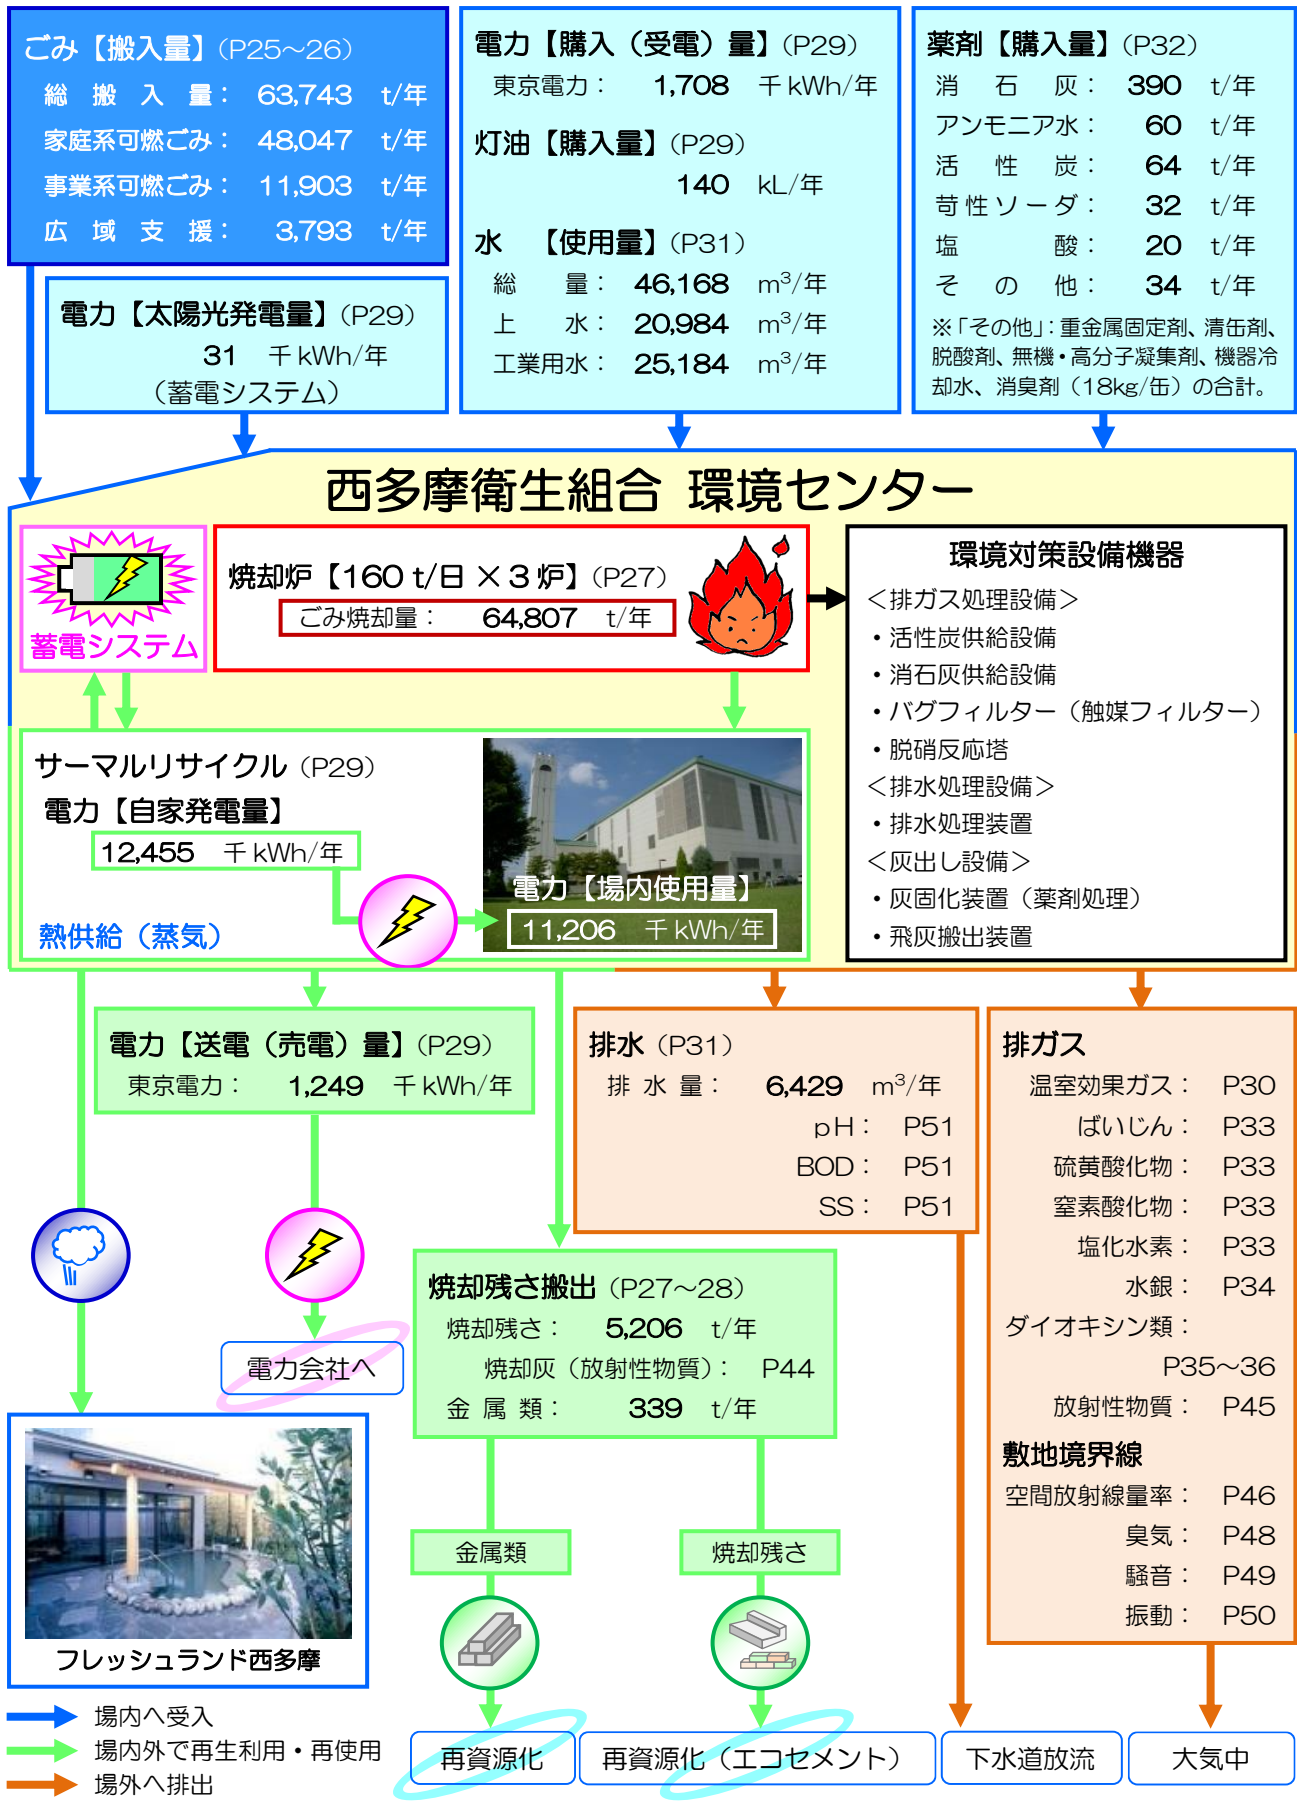 ごみ【搬入量】（P25～26）
総搬入量： 63,743 t/年
家庭系可燃ごみ： 48,047 t/年
事業系可燃ごみ： 11,903 t/年
広域支援： 3,793 t/年
電力【太陽光発電量】（P29）
31 千kWh/年
（蓄電システム）
電力【購入（受電）量】（P29）
東京電力： 1,708 千kWh/年
灯油【購入量】（P29）
140 kL/年
水 【使用量】（P31）
総量： 46,168 m³/年
上水： 20,984 m³/年
工業用水： 25,184 m³/年
薬剤【購入量】（P32）
消石灰： 390 t/年
アンモニア水： 60 t/年
活性炭： 64 t/年
苛性ソーダ： 32 t/年
塩酸： 20 t/年
その他： 34 t/年
※「その他」：重金属固定剤、清缶剤、
脱酸剤、無機・高分子凝集剤、機器冷
却水、消臭剤（18kg/缶）の合計。
西多摩衛生組合 環境センター
蓄電システム
焼却炉【160 t/日 ×3 炉】（P27）
ごみ焼却量： 64,807 t/年
環境対策設備機器
＜排ガス処理設備＞
・活性炭供給設備
・消石灰供給設備
・バグフィルター（触媒フィルター）
・脱硝反応塔
＜排水処理設備＞
・排水処理装置
＜灰出し設備＞
・灰固化装置（薬剤処理）
・飛灰搬出装置
サーマルリサイクル（P29）
電力【自家発電量】
12,455 千kWh/年
熱供給（蒸気）
電力【場内使用量】
11,206 千kWh/年
電力【送電（売電）量】（P29）
東京電力： 1,249 千kWh/年
電力会社へ
排水（P31）
排水量： 6,429 m³/年
pH： P51
BOD： P51
SS： P51
排ガス
温室効果ガス： P30
ばいじん： P33
硫黄酸化物： P33
窒素酸化物： P33
塩化水素： P33
水銀： P34
ダイオキシン類：
P35～36
放射性物質： P45
敷地境界線
空間放射線量率： P46
臭気： P48
騒音： P49
振動： P50
焼却残さ搬出（P27～28）
焼却残さ： 5,206 t/年
焼却灰（放射性物質）： P44
金属類： 339 t/年
金属類
焼却残さ
フレッシュランド西多摩
場内へ受入
場内外で再生利用・再使用
場外へ排出
再資源化
再資源化（エコセメント）
下水道放流
大気中